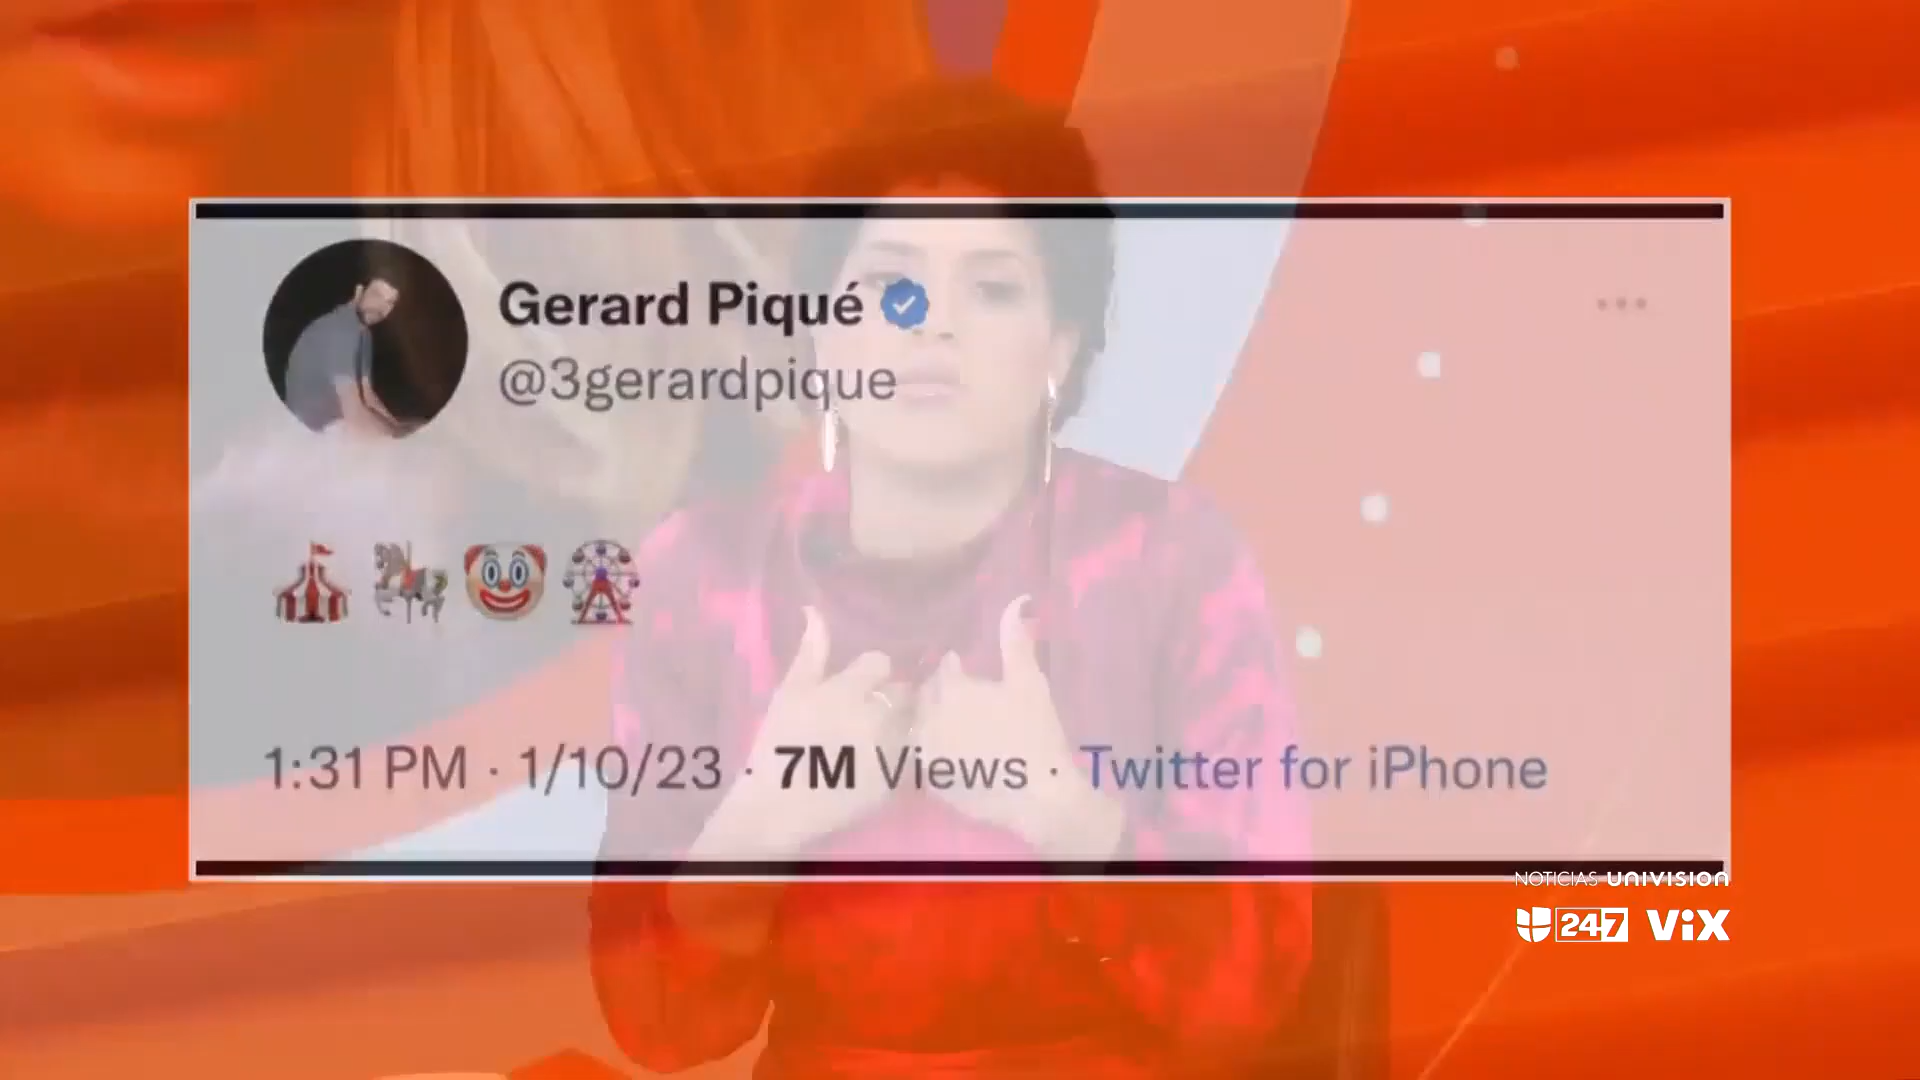 Gerard Piqué
@3gerardpique
🎪 🎠 🤡 🎡
1:31 PM · 1/10/23 · 7M Views · Twitter for iPhone
NOTICIAS UNIVISION
24-7 ViX